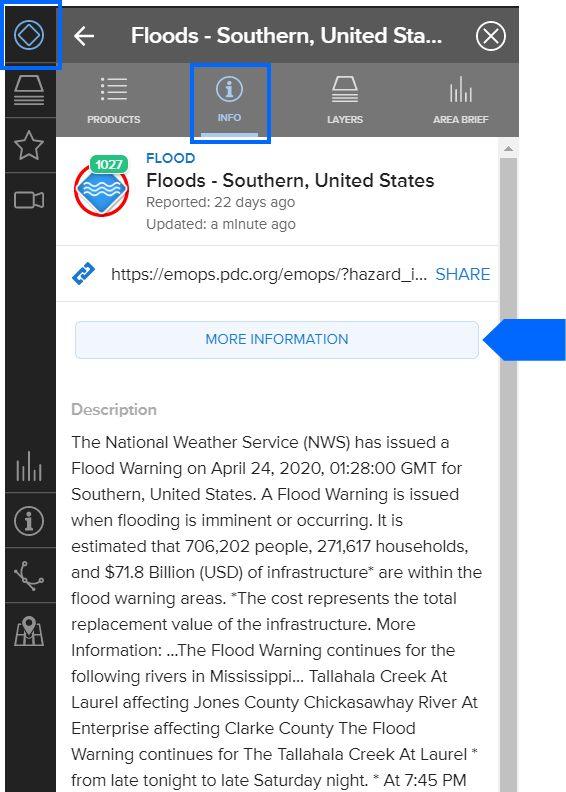 Floods - Southern, United Sta...
PRODUCTS
INFO
LAYERS
AREA BRIEF
1027
FLOOD
Floods - Southern, United States
Reported: 22 days ago
Updated: a minute ago
https://emops.pdc.org/emops/?hazard_i... SHARE
MORE INFORMATION
Description
The National Weather Service (NWS) has issued a
Flood Warning on April 24, 2020, 01:28:00 GMT for
Southern, United States. A Flood Warning is issued
when flooding is imminent or occurring. It is
estimated that 706,202 people, 271,617 households,
and $71.8 Billion (USD) of infrastructure* are within the
flood warning areas. *The cost represents the total
replacement value of the infrastructure. More
Information: ...The Flood Warning continues for the
following rivers in Mississippi... Tallahala Creek At
Laurel affecting Jones County Chickasawhay River At
Enterprise affecting Clarke County The Flood
Warning continues for The Tallahala Creek At Laurel *
from late tonight to late Saturday night. * At 7:45 PM